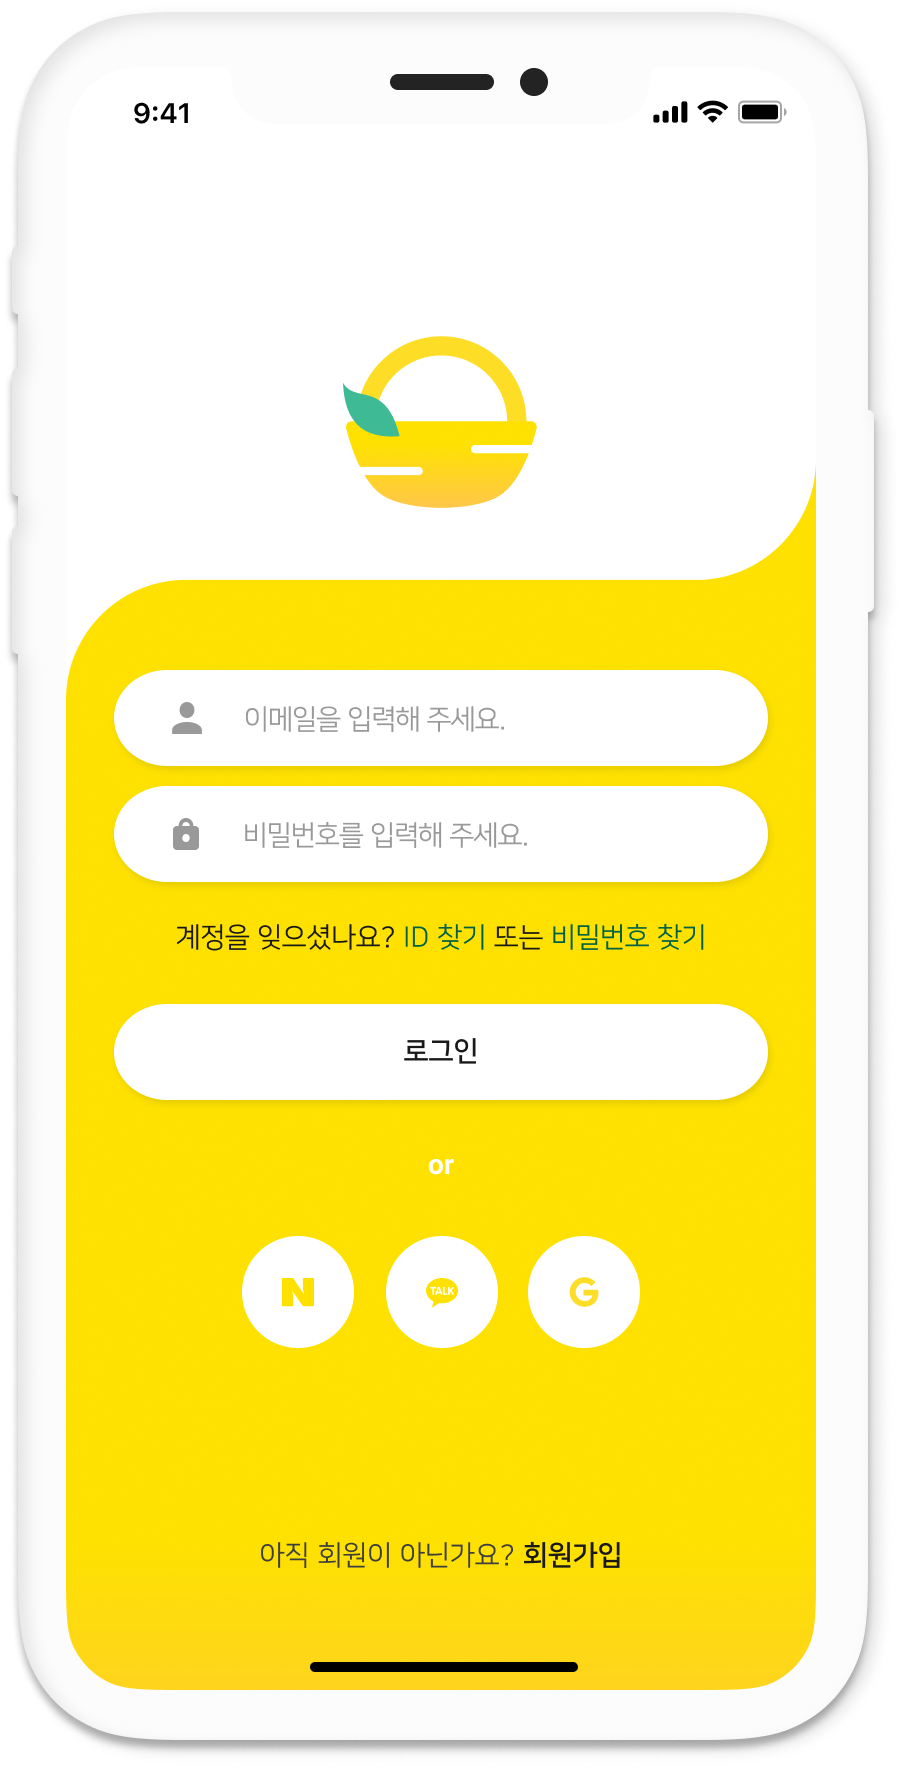 9:41
이메일을 입력해 주세요.
비밀번호를 입력해 주세요.
계정을 잊으셨나요? ID 찾기 또는 비밀번호 찾기
로그인
or
N TALK G
아직 회원이 아닌가요? 회원가입